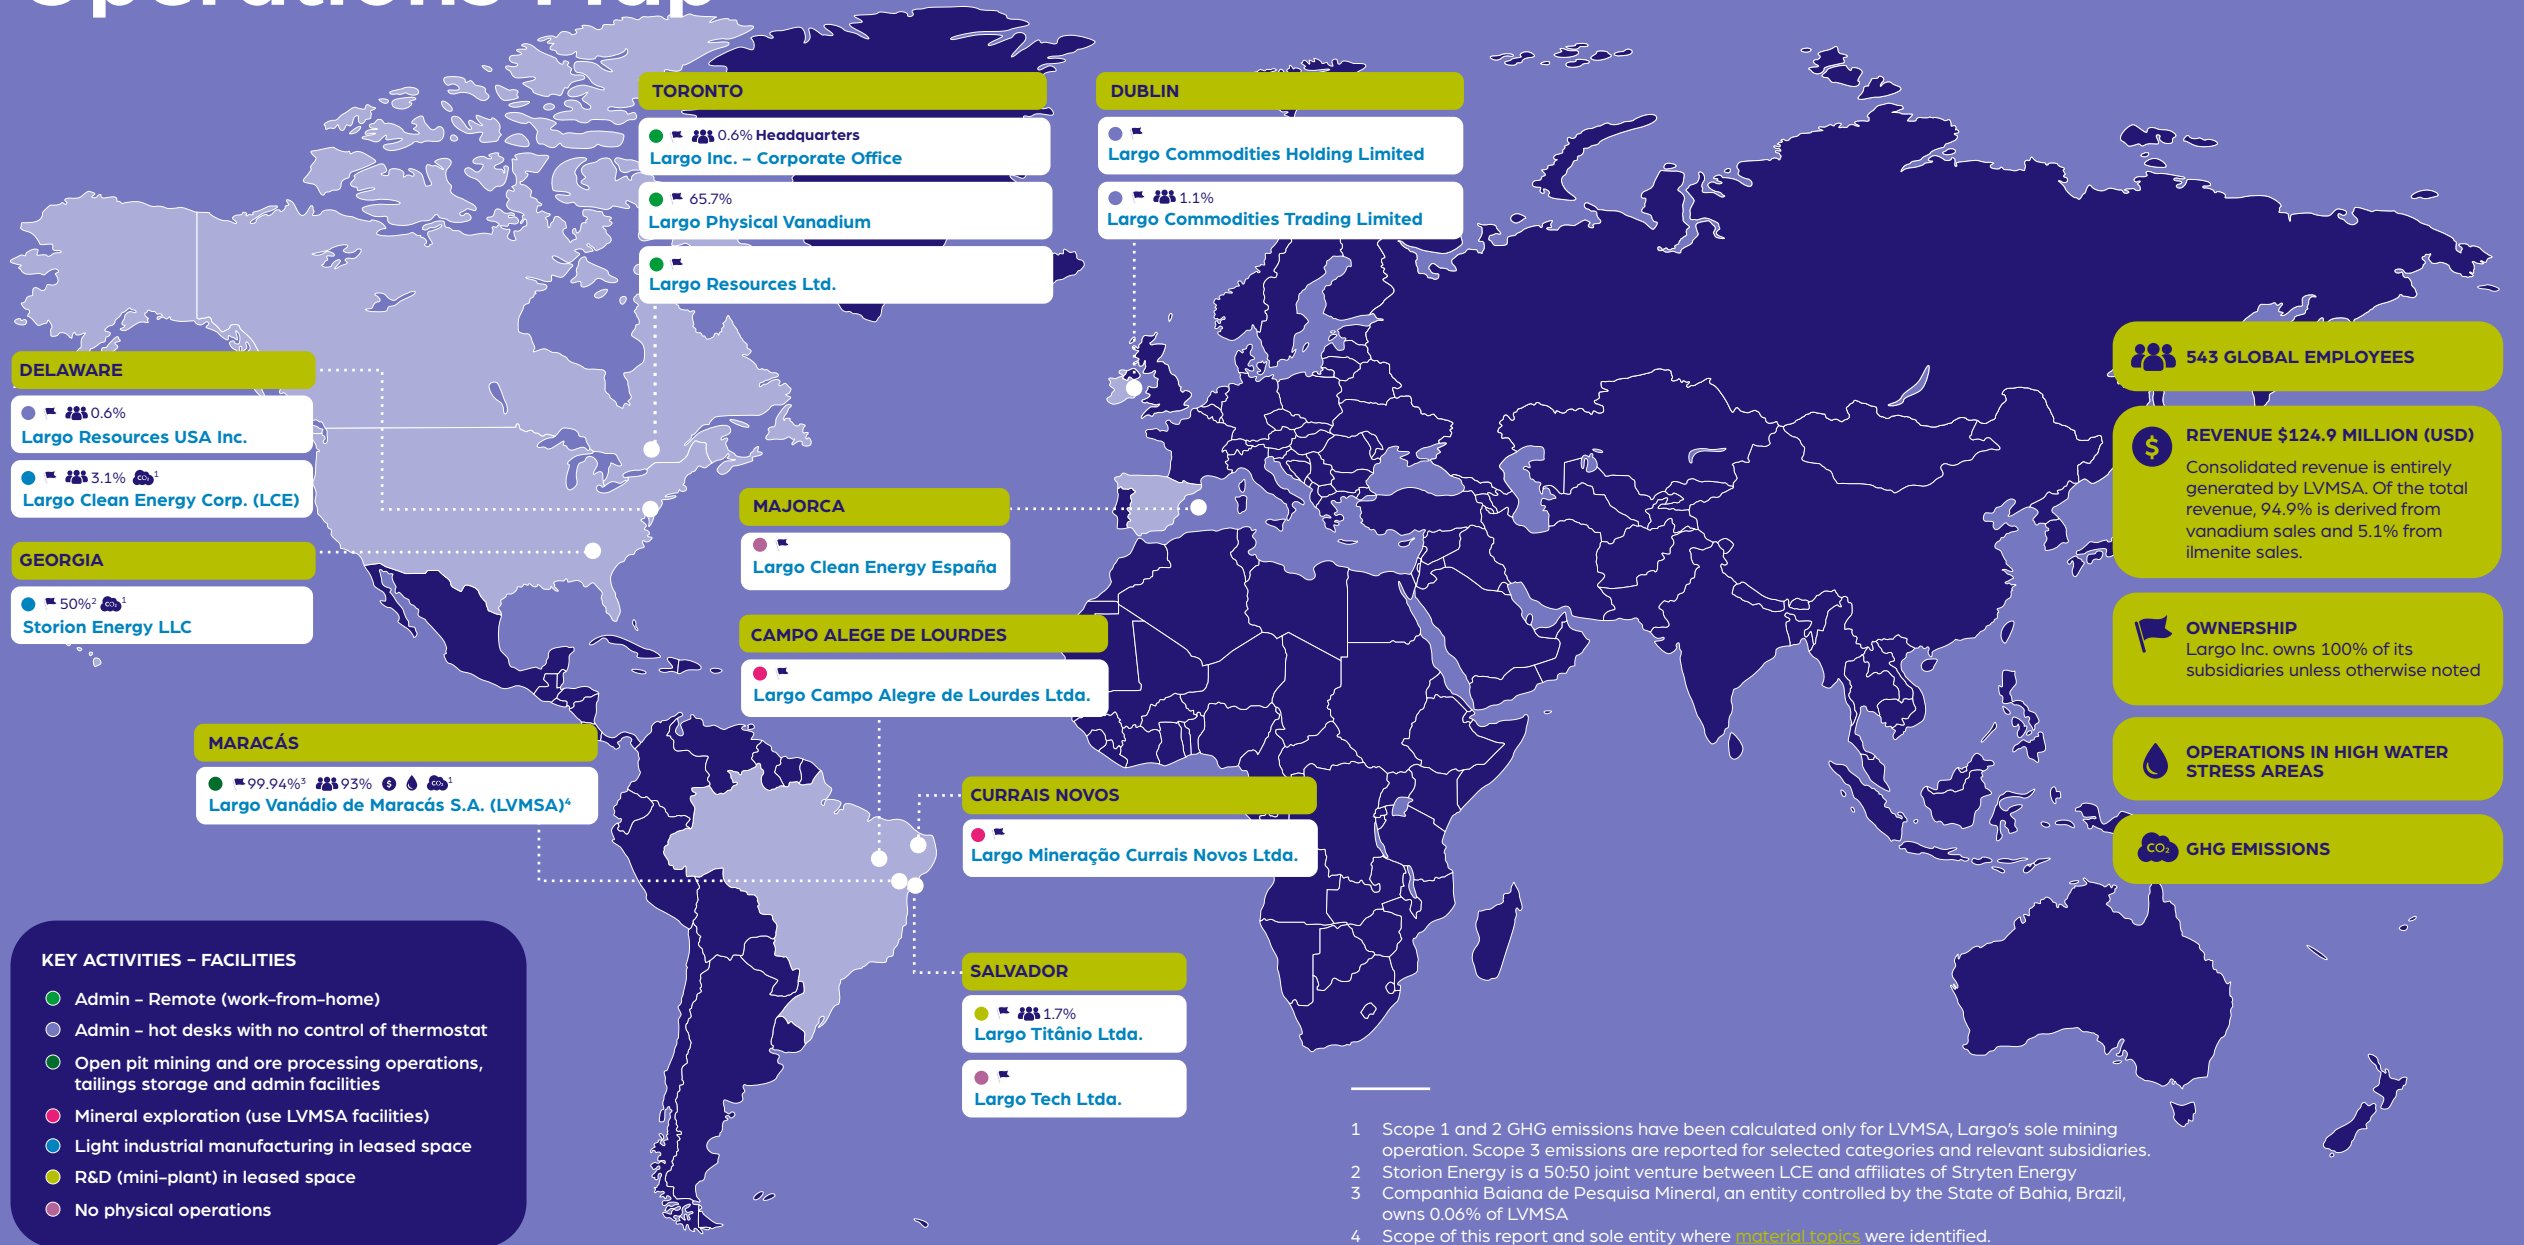 Operations Map
TORONTO
0.6% Headquarters
Largo Inc. – Corporate Office
65.7%
Largo Physical Vanadium
Largo Resources Ltd.
DUBLIN
Largo Commodities Holding Limited
1.1%
Largo Commodities Trading Limited
DELAWARE
0.6%
Largo Resources USA Inc.
3.1% CO₂ 1
Largo Clean Energy Corp. (LCE)
GEORGIA
50%2 CO₂ 1
Storion Energy LLC
MAJORCA
Largo Clean Energy España
CAMPO ALEGE DE LOURDES
Largo Campo Alegre de Lourdes Ltda.
MARACÁS
99.94%3 93% $ CO₂ 1
Largo Vanádio de Maracás S.A. (LVMSA)4
CURRAIS NOVOS
Largo Mineração Currais Novos Ltda.
SALVADOR
1.7%
Largo Titânio Ltda.
Largo Tech Ltda.
543 GLOBAL EMPLOYEES
$
REVENUE $124.9 MILLION (USD)
Consolidated revenue is entirely
generated by LVMSA. Of the total
revenue, 94.9% is derived from
vanadium sales and 5.1% from
ilmenite sales.
OWNERSHIP
Largo Inc. owns 100% of its
subsidiaries unless otherwise noted
OPERATIONS IN HIGH WATER
STRESS AREAS
CO₂ GHG EMISSIONS
KEY ACTIVITIES – FACILITIES
Admin – Remote (work-from-home)
Admin – hot desks with no control of thermostat
Open pit mining and ore processing operations,
tailings storage and admin facilities
Mineral exploration (use LVMSA facilities)
Light industrial manufacturing in leased space
R&D (mini-plant) in leased space
No physical operations
1 Scope 1 and 2 GHG emissions have been calculated only for LVMSA, Largo's sole mining
operation. Scope 3 emissions are reported for selected categories and relevant subsidiaries.
2 Storion Energy is a 50:50 joint venture between LCE and affiliates of Stryten Energy
3 Companhia Baiana de Pesquisa Mineral, an entity controlled by the State of Bahia, Brazil,
owns 0.06% of LVMSA
4 Scope of this report and sole entity where material topics were identified.